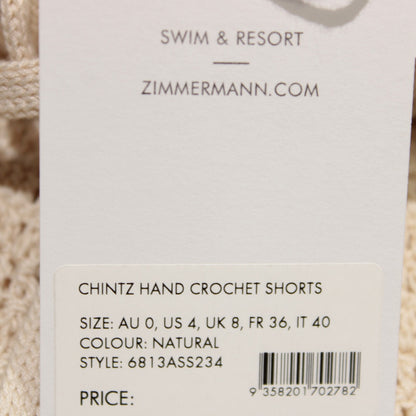 SWIM & RESORT
ZIMMERMANN.COM
CHINTZ HAND CROCHET SHORTS
SIZE: AU 0, US 4, UK 8, FR 36, IT 40
COLOUR: NATURAL
STYLE: 6813ASS234
9 358201 702782
PRICE: